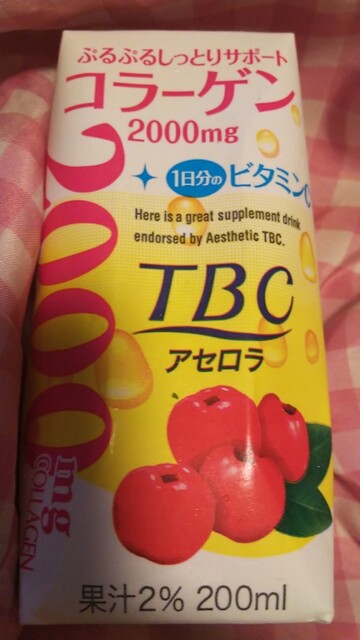 ぷるぷるしっとりサポート
コラーゲン
2000mg
1日分のビタミンC
Here is a great supplement drink
endorsed by Aesthetic TBC.
TBC
アセロラ
2000mg
COLLAGEN
果汁2% 200ml